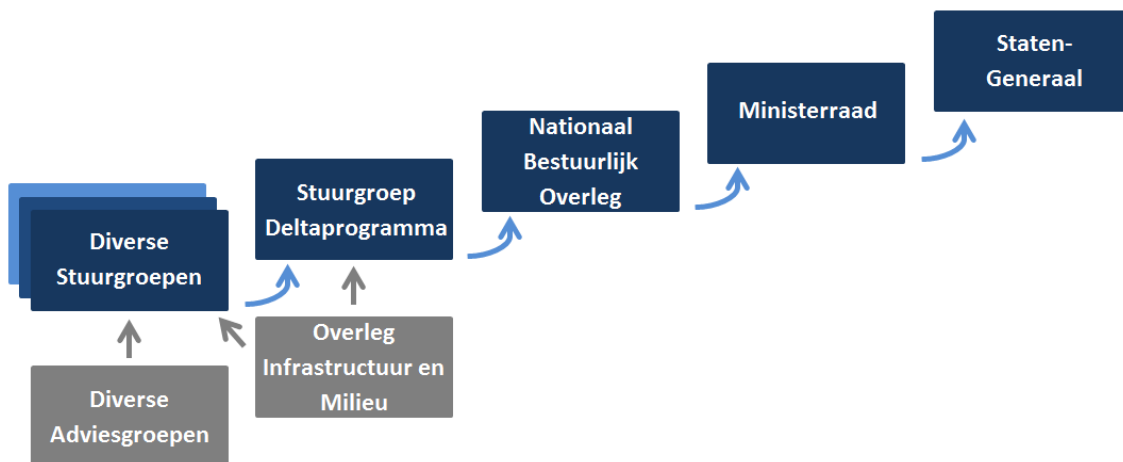 Staten-
Generaal
Ministerraad
Nationaal
Bestuurlijk
Overleg
Stuurgroep
Deltaprogramma
Diverse
Stuurgroepen
Overleg
Infrastructuur en
Milieu
Diverse
Adviesgroepen